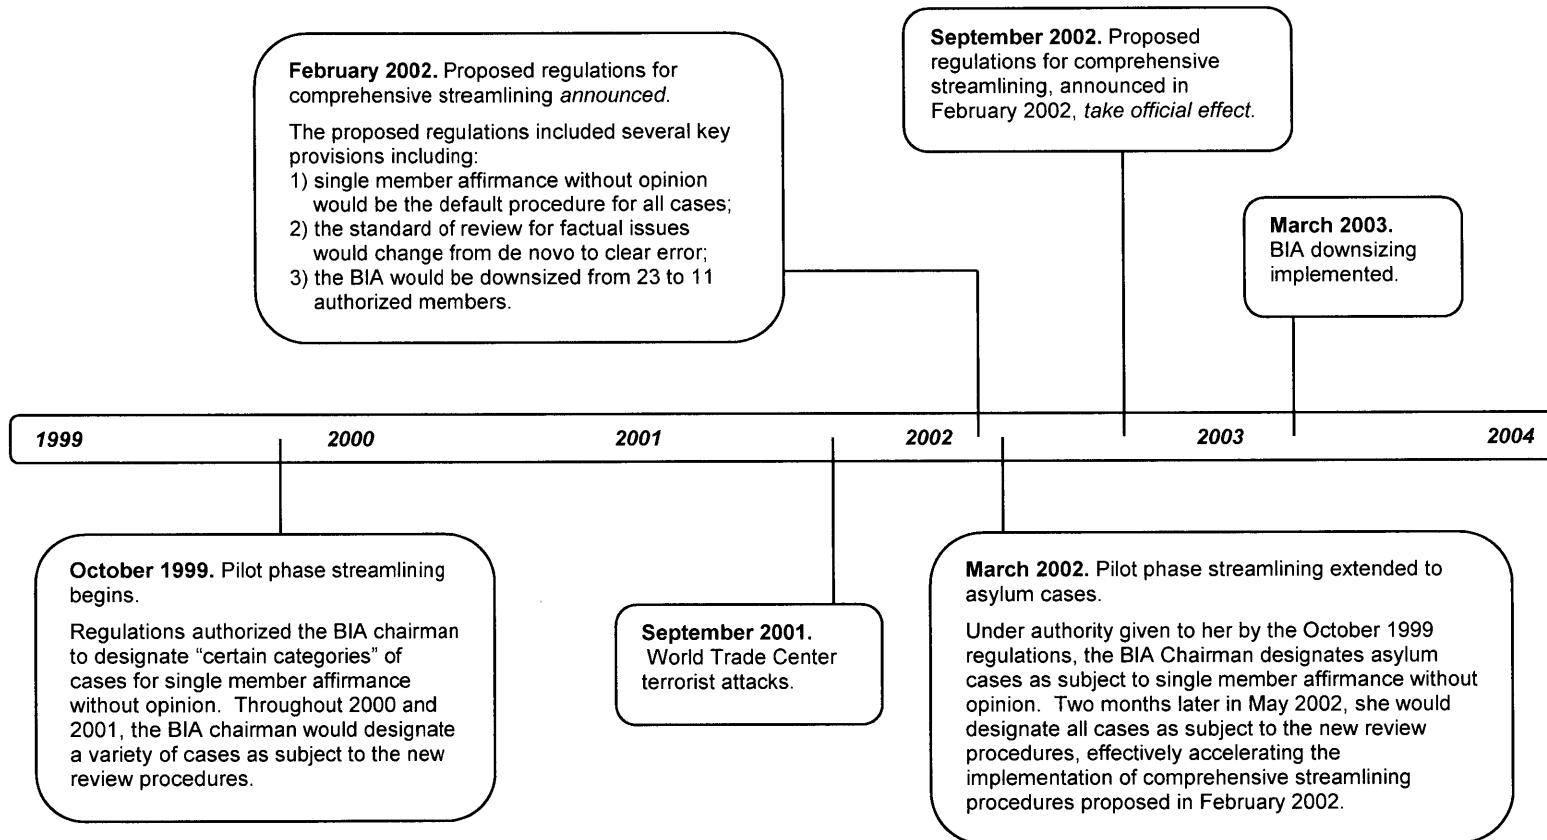 February 2002. Proposed regulations for
comprehensive streamlining announced.
The proposed regulations included several key
provisions including:
1) single member affirmance without opinion
would be the default procedure for all cases;
2) the standard of review for factual issues
would change from de novo to clear error;
3) the BIA would be downsized from 23 to 11
authorized members.
September 2002. Proposed
regulations for comprehensive
streamlining, announced in
February 2002, take official effect.
March 2003.
BIA downsizing
implemented.
1999 2000 2001 2002 2003 2004
October 1999. Pilot phase streamlining
begins.
Regulations authorized the BIA chairman
to designate “certain categories” of
cases for single member affirmance
without opinion. Throughout 2000 and
2001, the BIA chairman would designate
a variety of cases as subject to the new
review procedures.
September 2001.
World Trade Center
terrorist attacks.
March 2002. Pilot phase streamlining extended to
asylum cases.
Under authority given to her by the October 1999
regulations, the BIA Chairman designates asylum
cases as subject to single member affirmance without
opinion. Two months later in May 2002, she would
designate all cases as subject to the new review
procedures, effectively accelerating the
implementation of comprehensive streamlining
procedures proposed in February 2002.